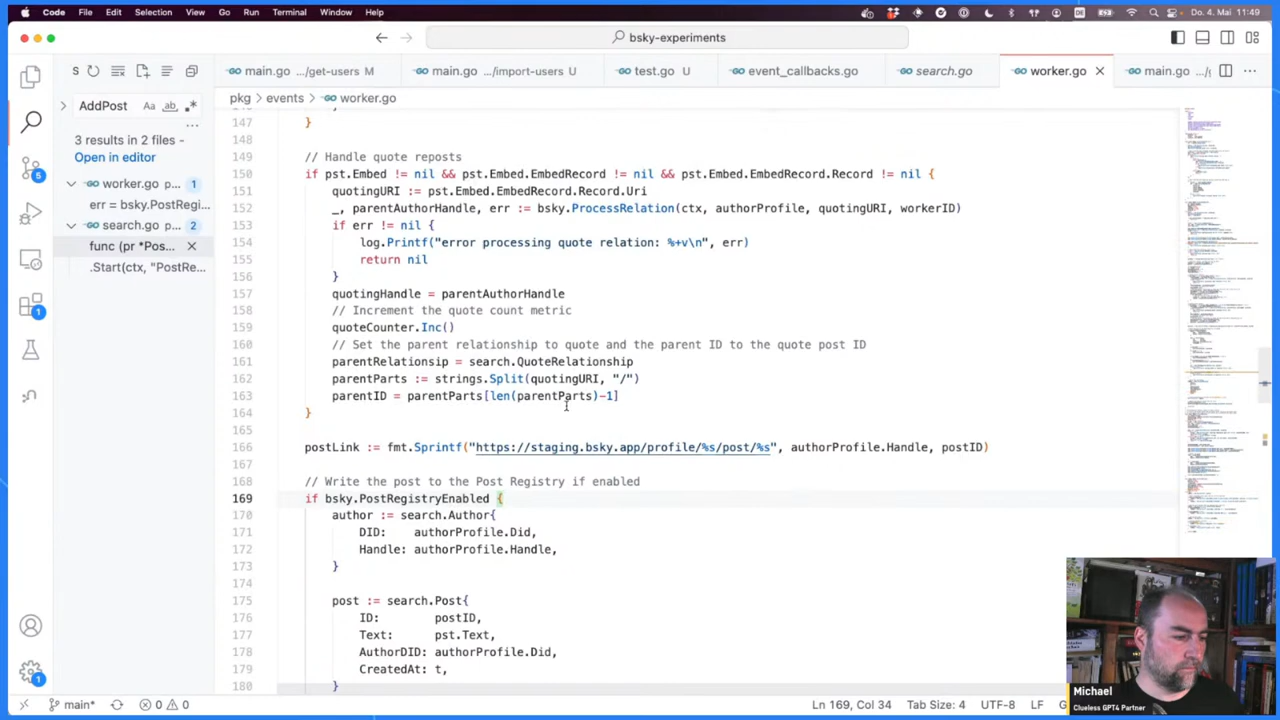 Code File Edit Selection View Go Run Terminal Window Help Do. 4. Mai 11:49
bsky-experiments
main.go .../get-users M
main.go .../import-users U
test.go U
event_callbacks.go
search.go
worker.go
main.go
AddPost
3 results in 2 files -
Open in editor
worker.go p... 1
err = bsky.PostRegi...
search.go p... 2
func (pr *Pos...
.Start(ctx, "PostRe...
pkg > events > worker.go
147 }
148
149 // Handle quote reposts
150 if pst.Embed != nil && pst.EmbedRecord != nil && pst.Embed.EmbedRecord.Record != nil {
151 quotingURI := pst.Embed.EmbedRecord.Record.Uri
152 _, parentAuthorHandle, := bsky.ProcessRelation(ctx, authorProfile, quotingURI, workerID)
153 if err != nil
154 log.Printf("error processing quote relation: %+v\n", err)
155 return nil
156 }
157 quotingHandle = parentAuthorHandle
158 // Increment the quote count metric
159 quoteCounter.Inc()
160 // Set the parent relationship to quote and the parent ID to the quote post ID
161 parentRelationship = search.QuoteRelationship
162 parentParts := strings.Split(quotingURI, "/")
163 parentID = parentParts[len(parentParts)-1]
164 }
165
166 := fmt. authorProfile.Handle, postID)
167
168 // Write the post to the Post registry if enabled
169 if bsky.PostRegistryEnabled {
170 author := search.Author{
171 DID: authorProfile.Did,
172 Handle: authorProfile.Handle,
173 }
174
175 post := search.Post{
176 ID: postID,
177 Text: pst.Text,
178 AuthorDID: authorProfile.Did,
179 CreatedAt: t,
180 }
main* 0 0 Ln 169, Col 34 Tab Size: 4 UTF-8 LF
Michael
Clueless GPT4 Partner